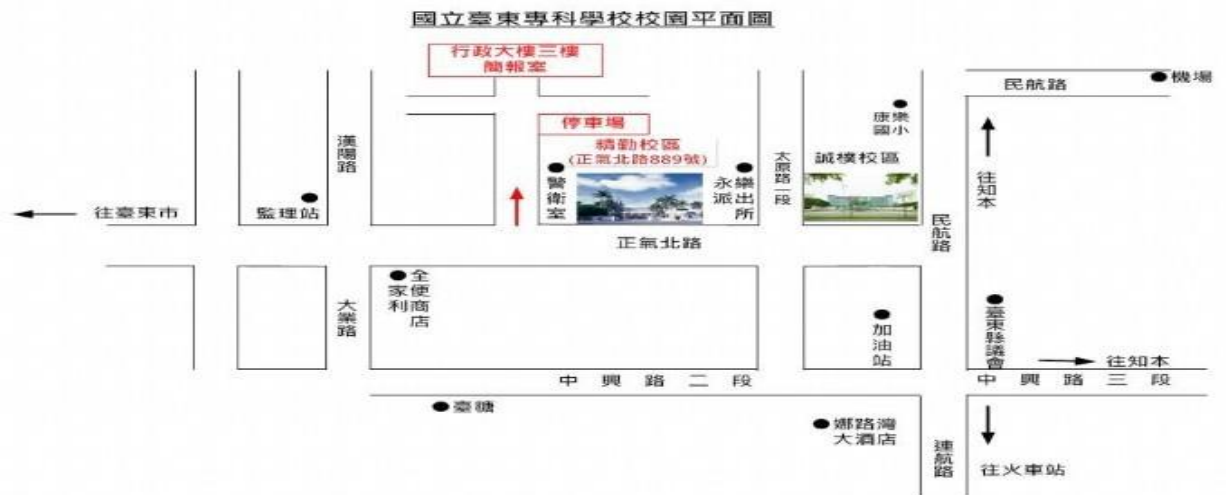 國立臺東專科學校校園平面圖
行政大樓三樓
簡報室
民航路
機場
停車場
康樂
國小
漢陽路
精勤校區
(正氣北路889號)
太原路一段
誠樸校區
警衛室
永樂
派出所
往知本
往臺東市
監理站
民航路
正氣北路
全家便利商店
大業路
臺東縣議會
加油站
往知本
中興路二段
中興路三段
臺糖
娜路灣
大酒店
連航路
往火車站